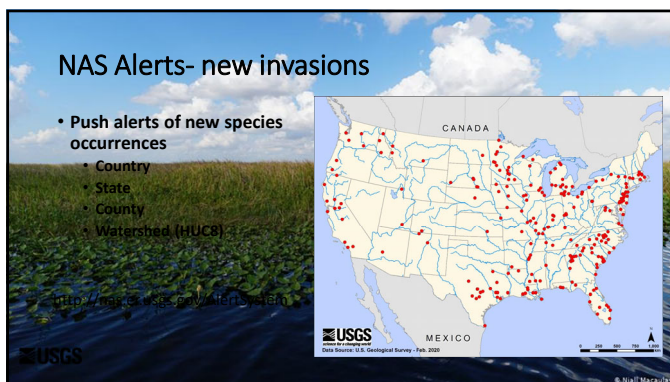 NAS Alerts- new invasions
• Push alerts of new species
occurrences
• Country
• State
• County
• Watershed (HUC8)
http://nas.er.usgs.gov/AlertSystem
USGS
CANADA
MEXICO
USGS
science for a changing world
Data Source: U.S. Geological Survey - Feb. 2020
N
0 250 500 750 1,000